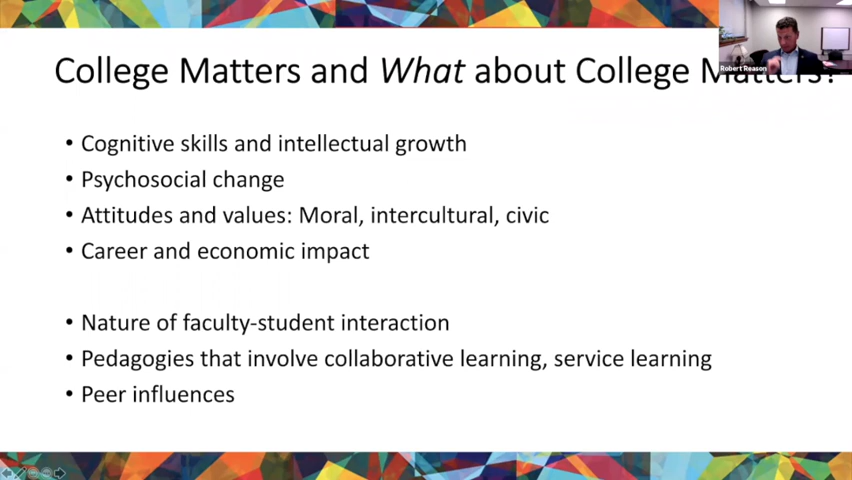 College Matters and What about College Matters?
Robert Reason
• Cognitive skills and intellectual growth
• Psychosocial change
• Attitudes and values: Moral, intercultural, civic
• Career and economic impact
• Nature of faculty-student interaction
• Pedagogies that involve collaborative learning, service learning
• Peer influences